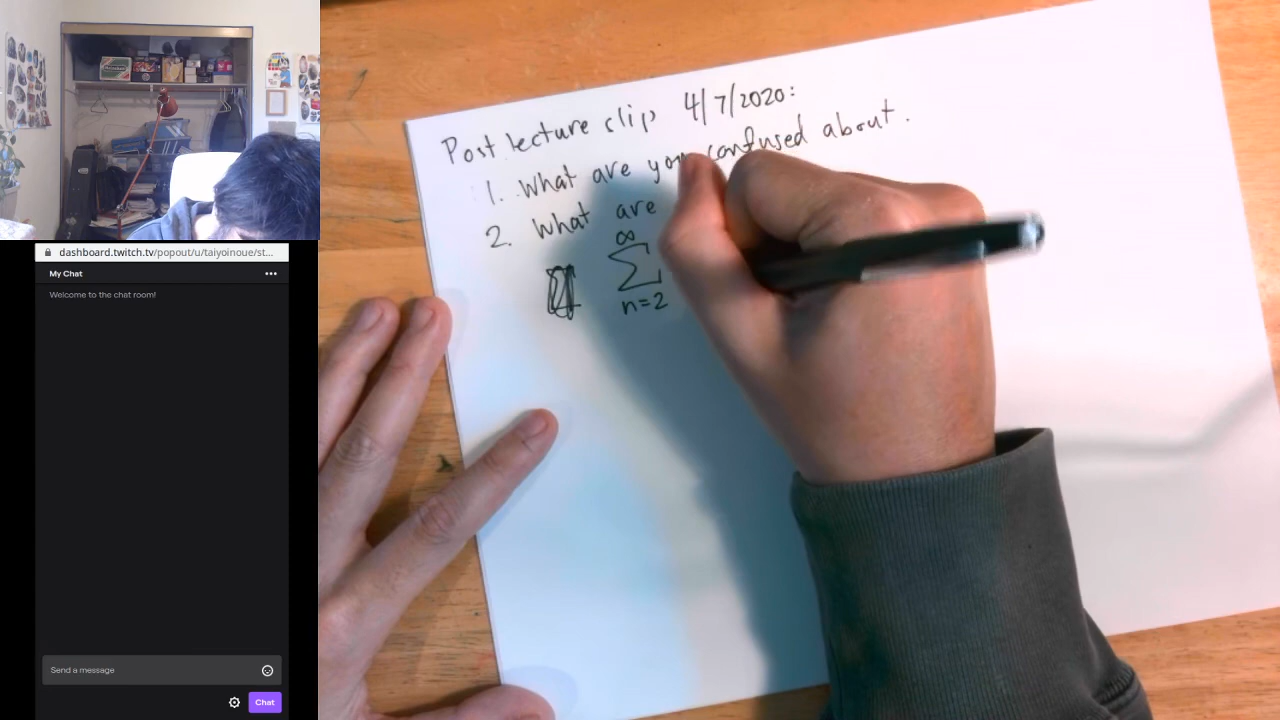 dashboard.twitch.tv/popout/u/taiyoinoue/st...
My Chat
Welcome to the chat room!
Send a message
Chat
Post lecture clip 4/7/2020:
1. What are you confused about.
2. What are
∞
Σ
n=2